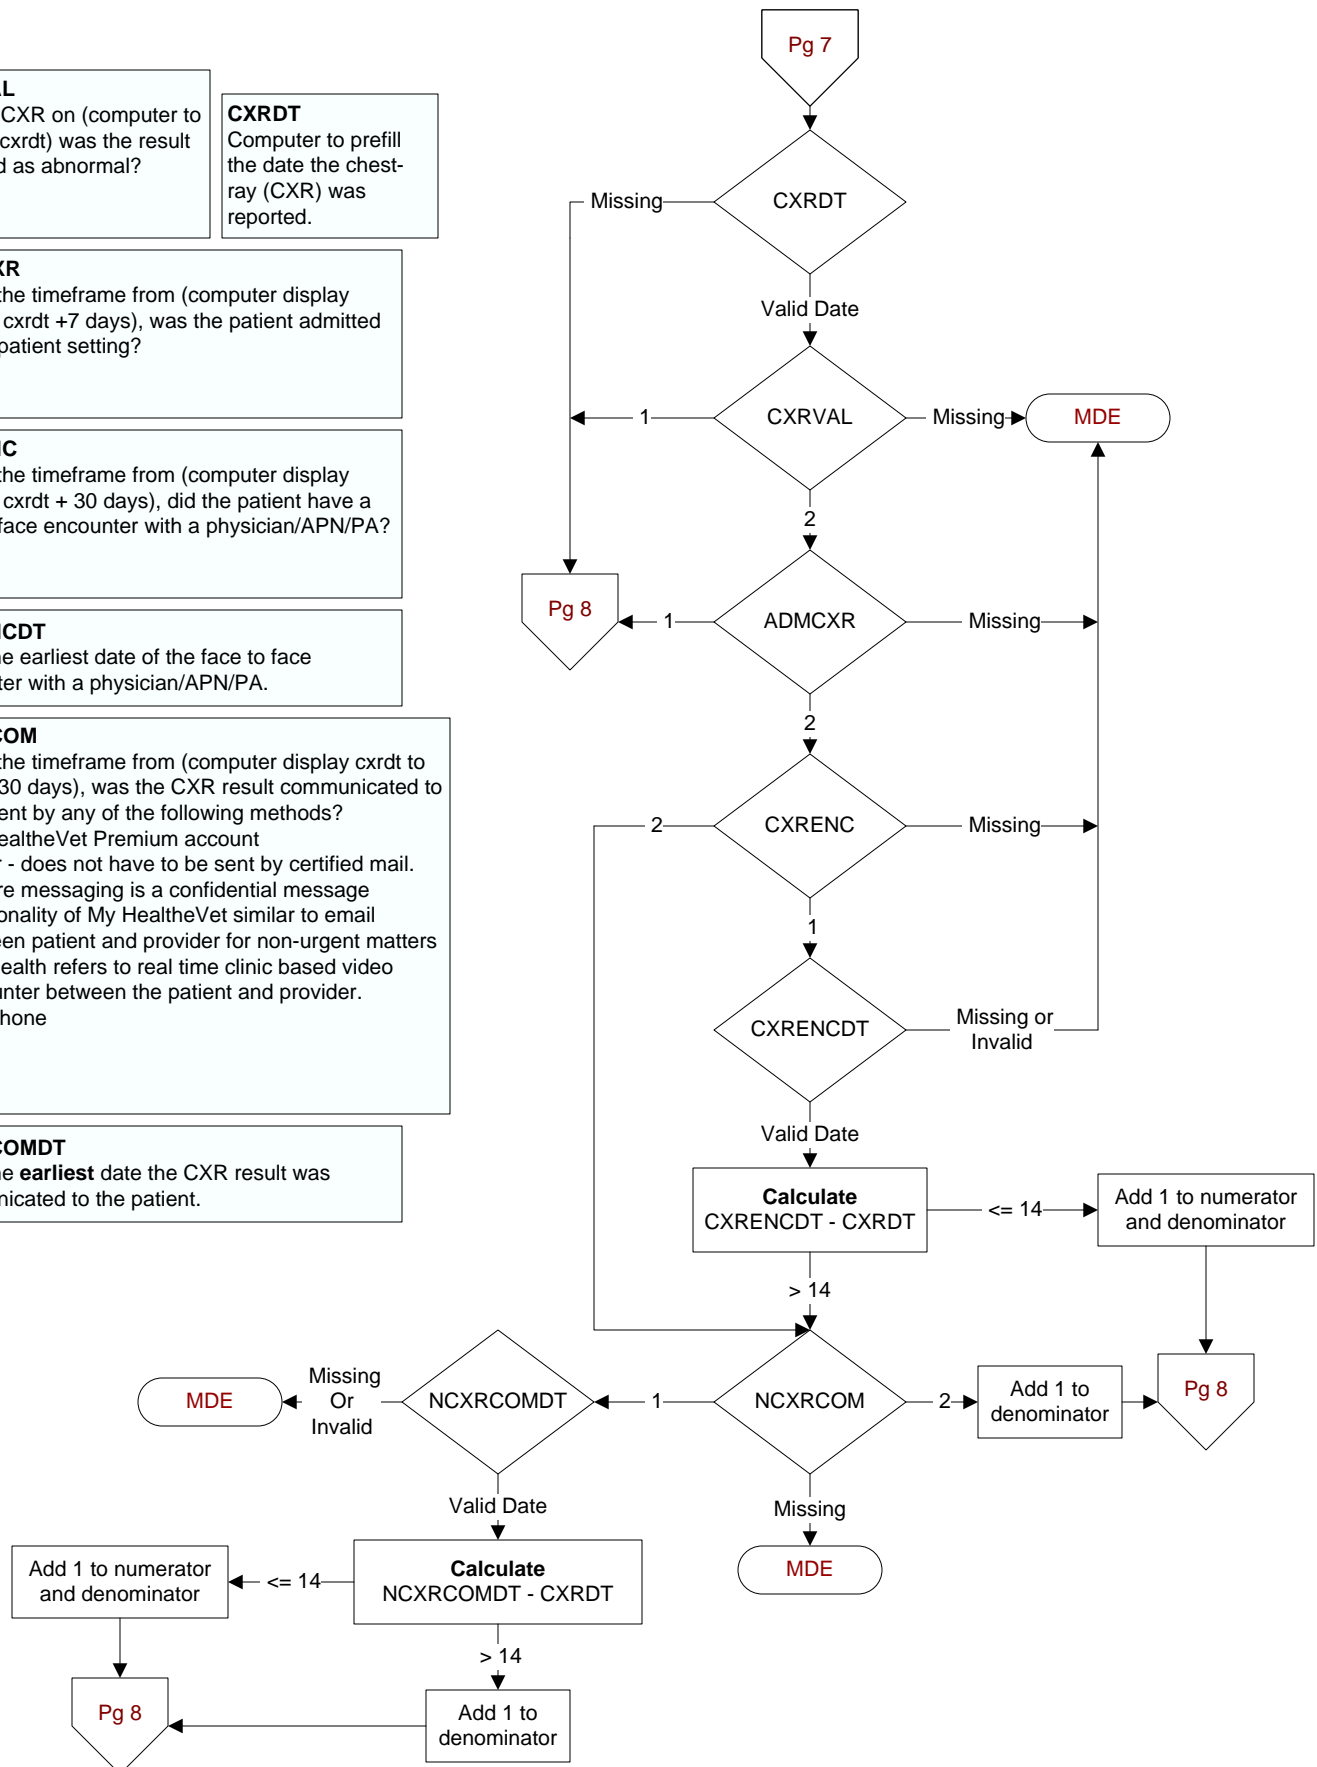 Pg 7
AL
CXR on (computer to
cxrdt) was the result
d as abnormal?
CXRDT
Computer to prefill
the date the chest-
ray (CXR) was
reported.
XR
the timeframe from (computer display
cxrdt +7 days), was the patient admitted
patient setting?
NC
the timeframe from (computer display
cxrdt + 30 days), did the patient have a
face encounter with a physician/APN/PA?
NCDT
he earliest date of the face to face
ter with a physician/APN/PA.
COM
the timeframe from (computer display cxrdt to
30 days), was the CXR result communicated to
ent by any of the following methods?
ealtheVet Premium account
r - does not have to be sent by certified mail.
re messaging is a confidential message
onality of My HealtheVet similar to email
een patient and provider for non-urgent matters
ealth refers to real time clinic based video
unter between the patient and provider.
hone
COMDT
he earliest date the CXR result was
nicated to the patient.
CXRDT
Missing
Valid Date
CXRVAL
1
Missing
MDE
2
Pg 8
1
ADMCXR
Missing
2
2
CXRENC
Missing
1
CXRENCDT
Missing or
Invalid
Valid Date
Calculate
CXRENCDT - CXRDT
<= 14
Add 1 to numerator
and denominator
> 14
MDE
Missing
Or
Invalid
NCXRCOMDT
1
NCXRCOM
2
Add 1 to
denominator
Pg 8
Valid Date
Missing
MDE
Add 1 to numerator
and denominator
<= 14
Calculate
NCXRCOMDT - CXRDT
> 14
Pg 8
Add 1 to
denominator